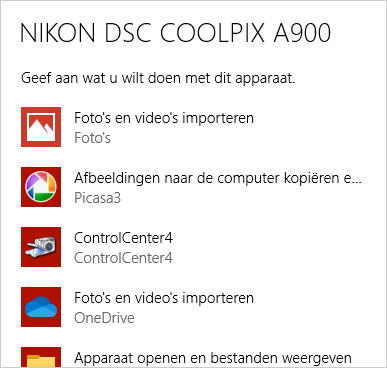 NIKON DSC COOLPIX A900
Geef aan wat u wilt doen met dit apparaat.
Foto's en video's importeren
Foto's
Afbeeldingen naar de computer kopiëren e...
Picasa3
ControlCenter4
ControlCenter4
Foto's en video's importeren
OneDrive
Apparaat openen en bestanden weergeven